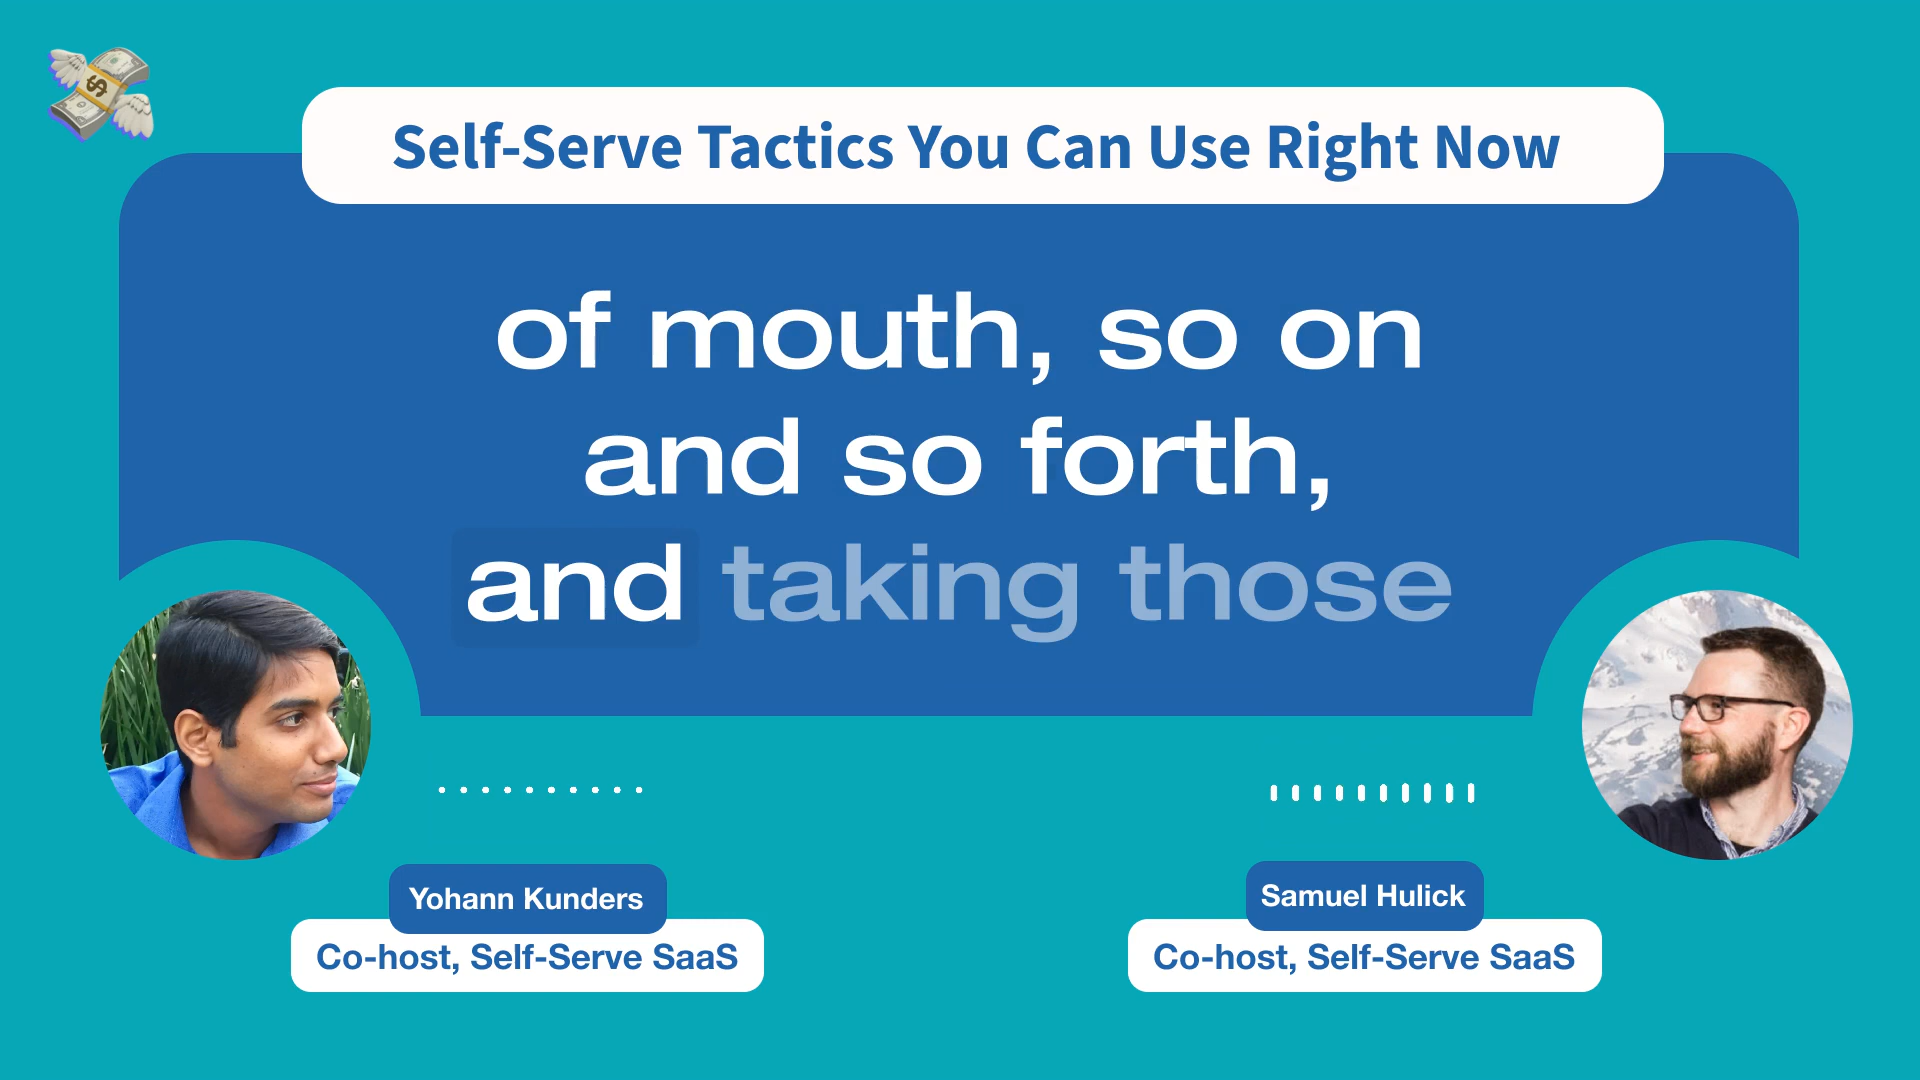 Self-Serve Tactics You Can Use Right Now
of mouth, so on
and so forth,
and taking those
Yohann Kunders
Co-host, Self-Serve SaaS
Samuel Hulick
Co-host, Self-Serve SaaS